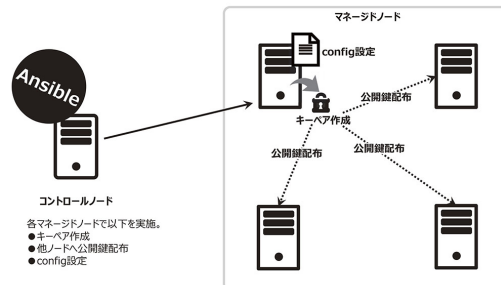 マネージドノード
config設定
Ansible
公開鍵配布
キーペア作成
公開鍵配布
公開鍵配布
コントロールノード
各マネージドノードで以下を実施。
●キーペア作成
●他ノードへ公開鍵配布
●config設定